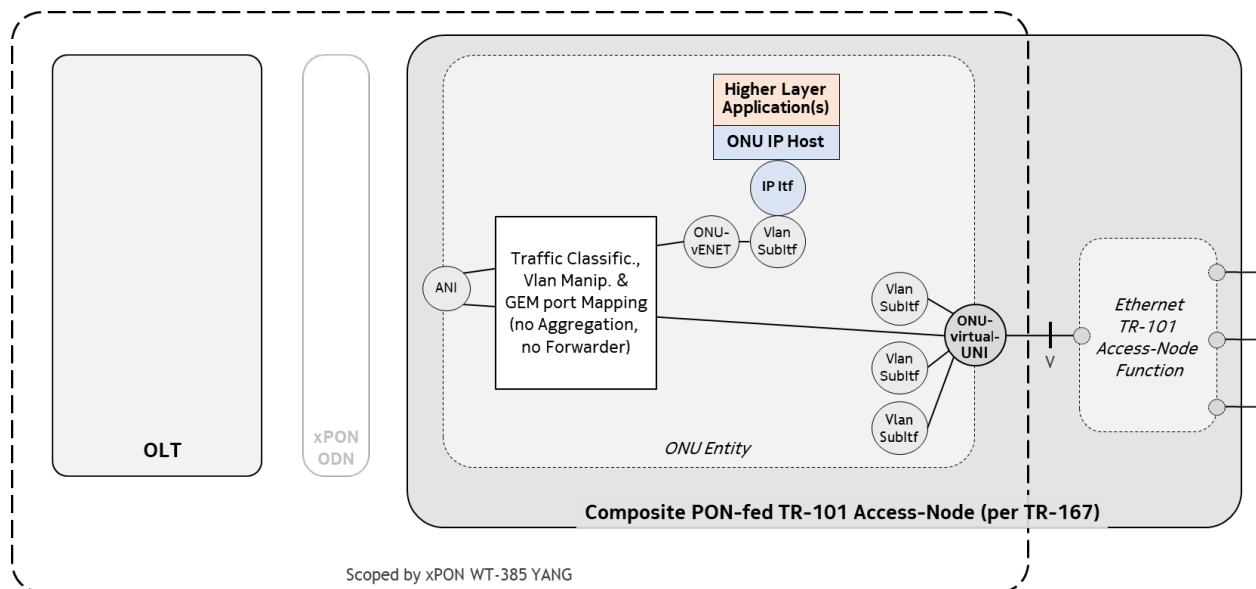 Higher Layer
Application(s)
ONU IP Host
IP Itf
ONU-
vENET
Vlan
SubItf
Traffic Classific.,
Vlan Manip. &
GEM port Mapping
(no Aggregation,
no Forwarder)
ANI
Vlan
SubItf
ONU-
virtual-
UNI
Vlan
SubItf
Vlan
SubItf
V
Ethernet
TR-101
Access-Node
Function
OLT
xPON
ODN
ONU Entity
Composite PON-fed TR-101 Access-Node (per TR-167)
Scoped by xPON WT-385 YANG